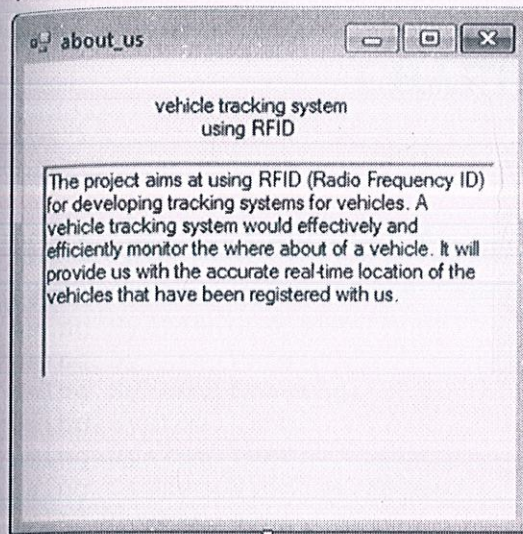 about_us
vehicle tracking system
using RFID
The project aims at using RFID (Radio Frequency ID)
for developing tracking systems for vehicles. A
vehicle tracking system would effectively and
efficiently monitor the where about of a vehicle. It will
provide us with the accurate real-time location of the
vehicles that have been registered with us.